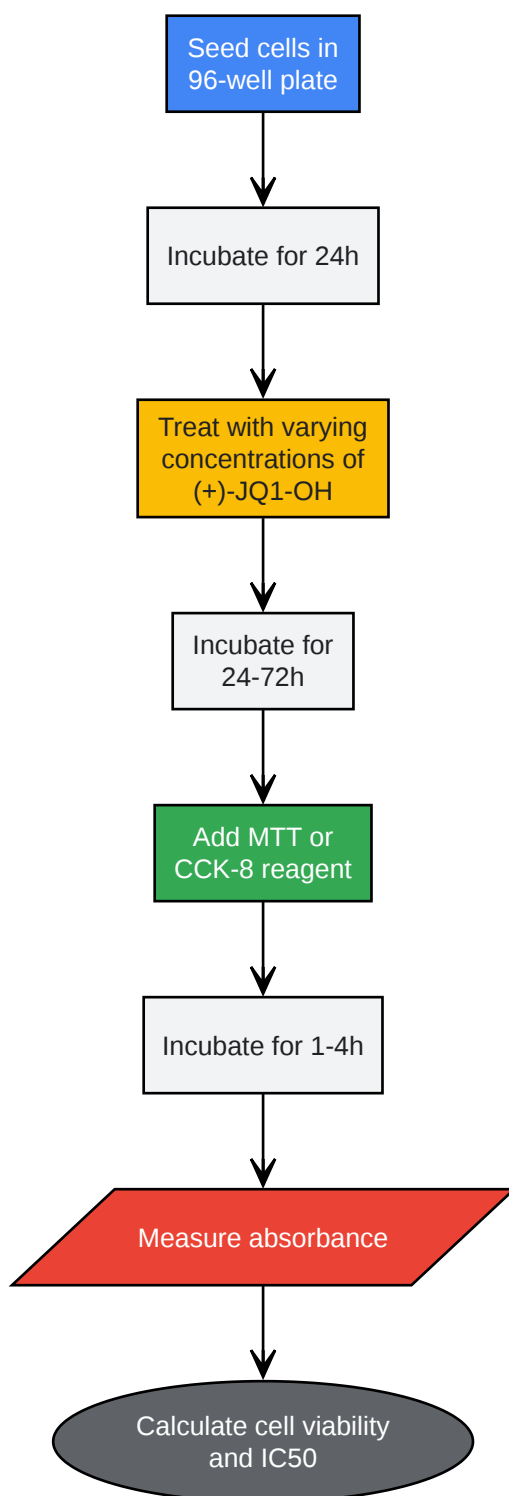 Seed cells in
96-well plate
Incubate for 24h
Treat with varying
concentrations of
(+)-JQ1-OH
Incubate for
24-72h
Add MTT or
CCK-8 reagent
Incubate for 1-4h
Measure absorbance
Calculate cell viability
and IC50